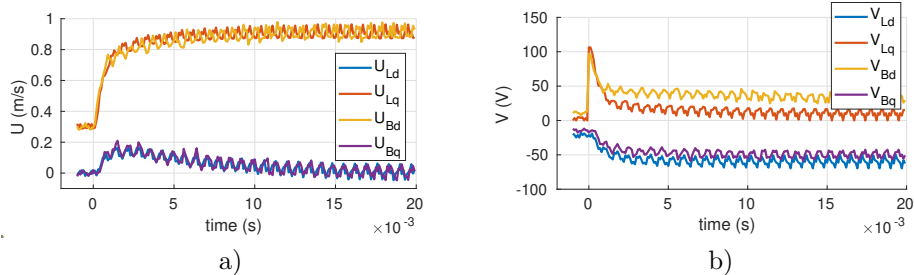 1
0.8
0.6
0.4
0.2
0
U (m/s)
0
5
10
15
20
time (s)
×10⁻³
U_Ld
U_Lq
U_Bd
U_Bq
a)
150
100
50
0
-50
-100
V (V)
0
5
10
15
20
time (s)
×10⁻³
V_Ld
V_Lq
V_Bd
V_Bq
b)